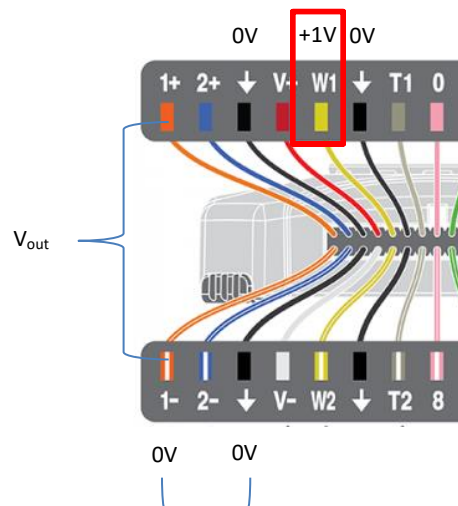 0V +1V 0V
1+ 2+ ↓ V+ W1 ↓ T1 0
Vout
1- 2- ↓ V- W2 ↓ T2 8
0V 0V